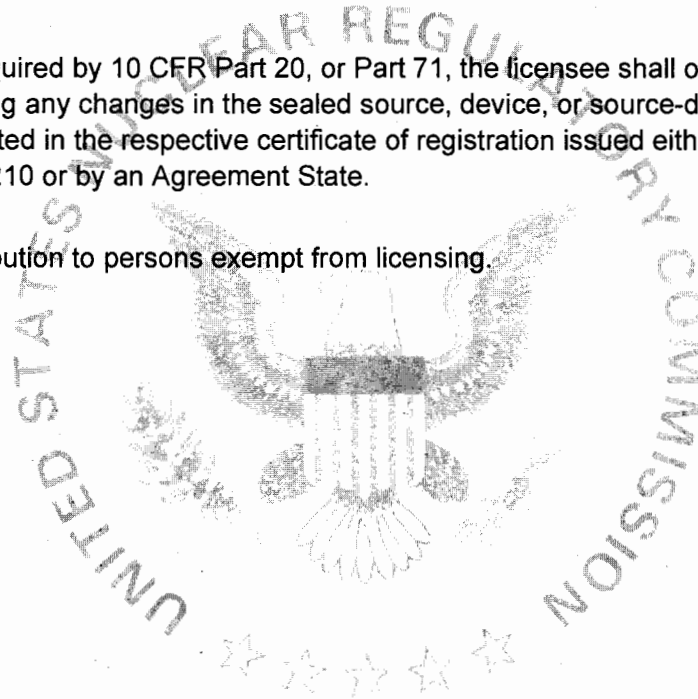 UNITED STATES NUCLEAR REGULATORY COMMISSION
uired by 10 CFR Part 20, or Part 71, the licensee shall o
g any changes in the sealed source, device, or source-d
ted in the respective certificate of registration issued eith
10 or by an Agreement State.
ution to persons exempt from licensing.